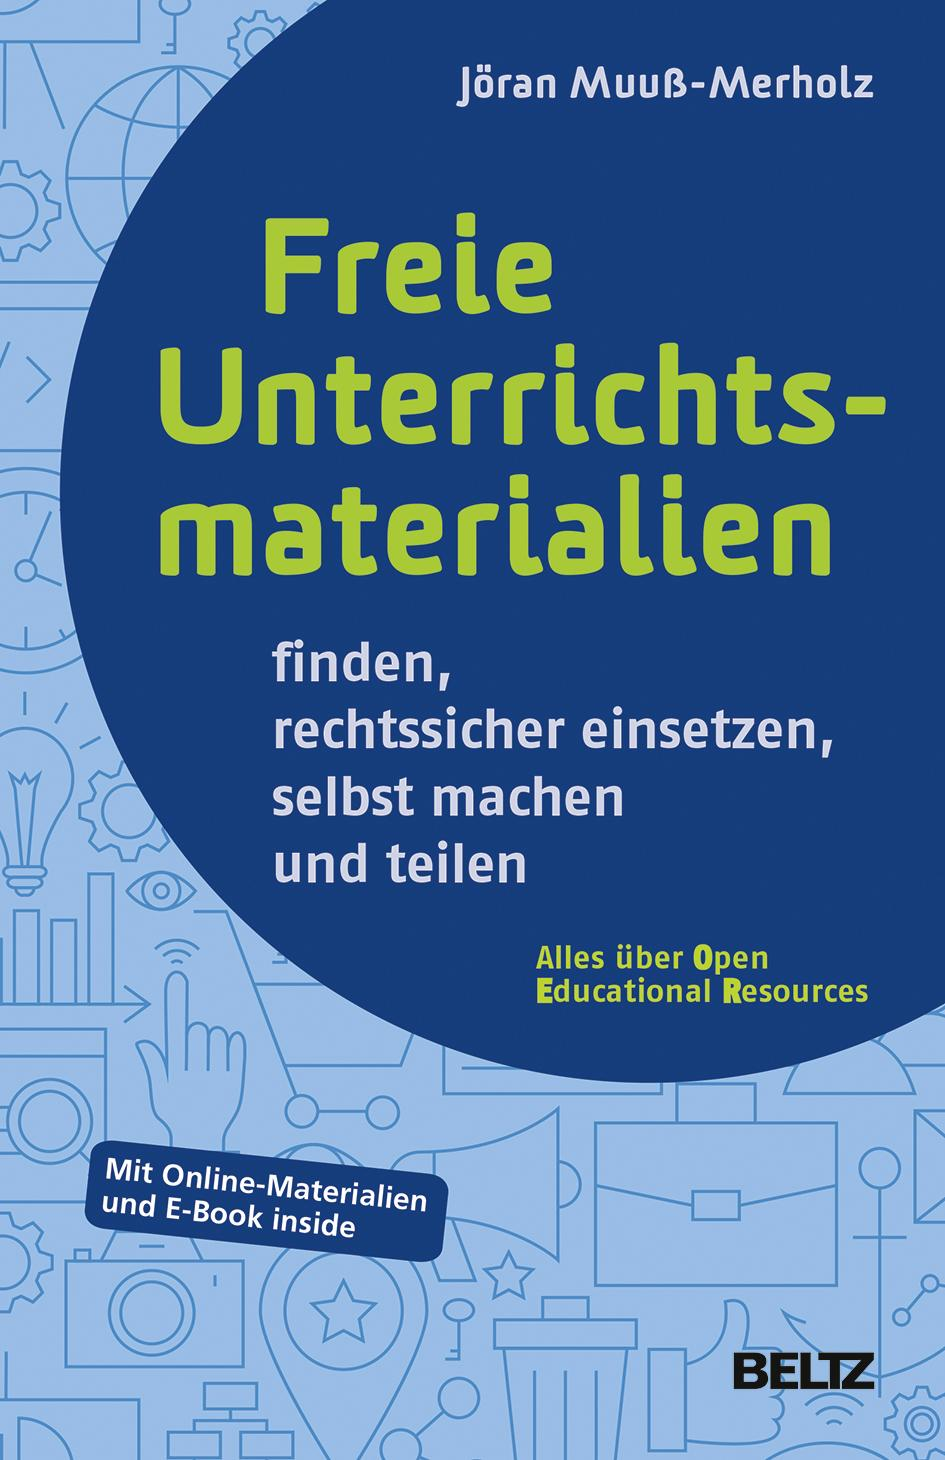 Jöran Muuß-Merholz
Freie
Unterrichts-
materialien
finden,
rechtssicher einsetzen,
selbst machen
und teilen
Alles über Open
Educational Resources
Mit Online-Materialien
und E-Book inside
BELTZ